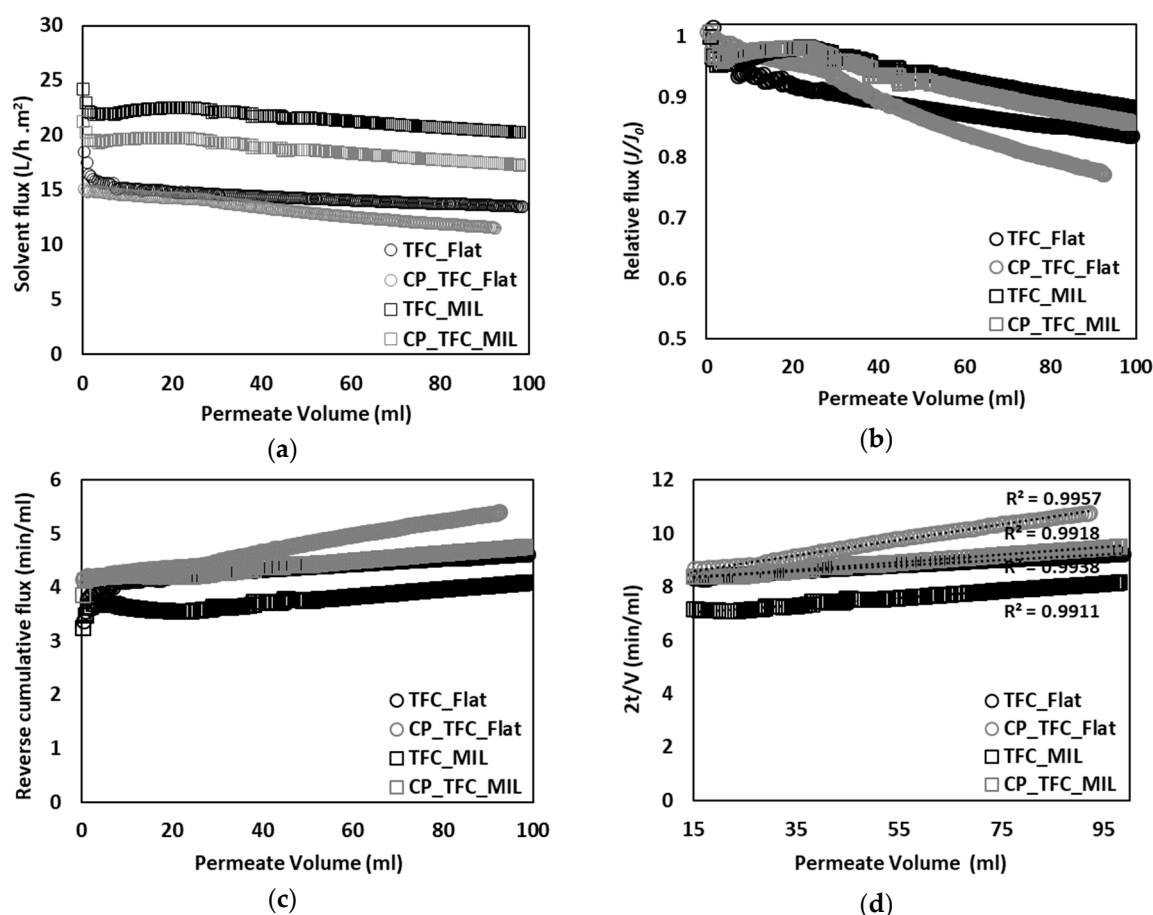 30
25
20
15
10
5
0
Solvent flux (L/h .m²)
0 20 40 60 80 100
Permeate Volume (ml)
TFC_Flat
CP_TFC_Flat
TFC_MIL
CP_TFC_MIL
(a)
1
0.9
0.8
0.7
0.6
0.5
Relative flux (J/J₀)
0 20 40 60 80 100
Permeate Volume (ml)
TFC_Flat
CP_TFC_Flat
TFC_MIL
CP_TFC_MIL
(b)
6
5
4
3
2
1
0
Reverse cumulative flux (min/ml)
0 20 40 60 80 100
Permeate Volume (ml)
TFC_Flat
CP_TFC_Flat
TFC_MIL
CP_TFC_MIL
(c)
12
10
8
6
4
2
0
2t/V (min/ml)
15 35 55 75 95
Permeate Volume (ml)
R² = 0.9957
R² = 0.9918
R² = 0.9938
R² = 0.9911
TFC_Flat
CP_TFC_Flat
TFC_MIL
CP_TFC_MIL
(d)